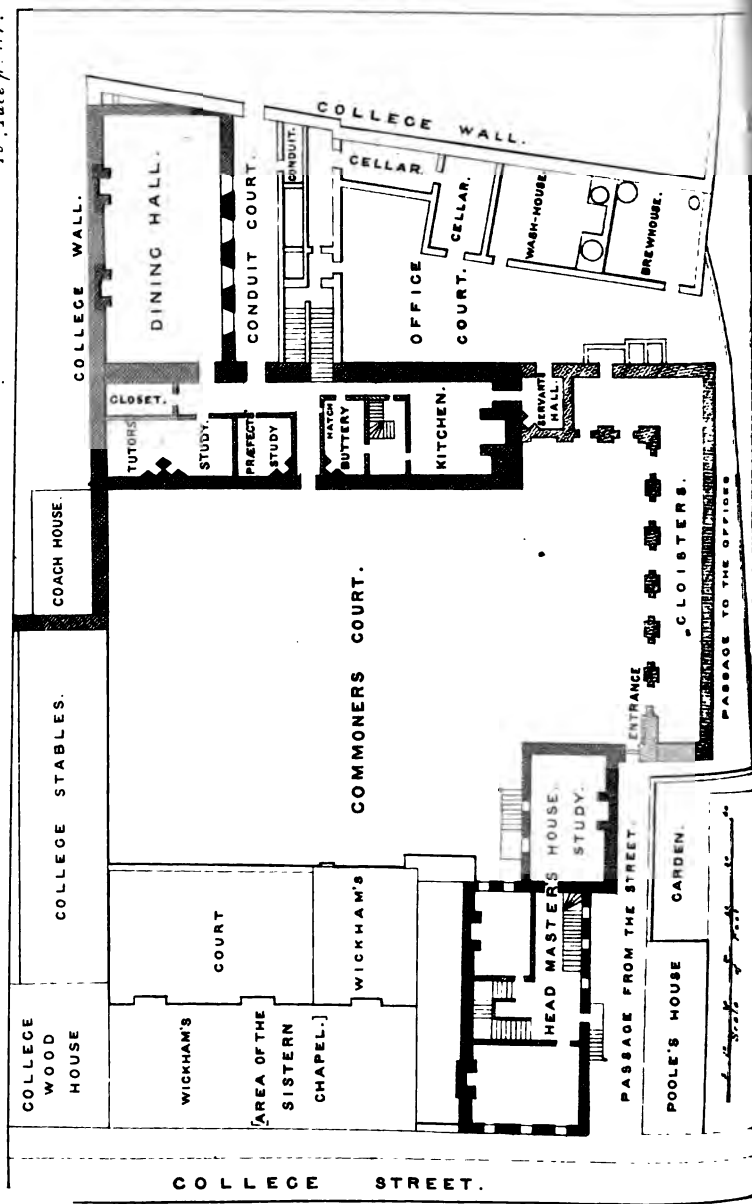 COLLEGE WALL.
COLLEGE WALL.
DINING HALL.
CONDUIT COURT.
CONDUIT.
CELLAR.
CELLAR.
WASH-HOUSE.
BREWHOUSE.
OFFICE
COURT.
CLOSET.
TUTORS
STUDY.
PRÆFECTS'
STUDY
HATCH
BUTTERY
KITCHEN.
SERVANTS
HALL.
COACH HOUSE.
COLLEGE STABLES.
COMMONERS COURT.
CLOISTERS.
PASSAGE TO THE OFFICES
ENTRANCE
COLLEGE
WOOD
HOUSE
COURT
WICKHAM'S
WICKHAM'S
[AREA OF THE
SISTERN
CHAPEL.]
HEAD MASTER'S HOUSE.
STUDY.
PASSAGE FROM THE STREET.
GARDEN.
POOLE'S HOUSE
COLLEGE STREET.